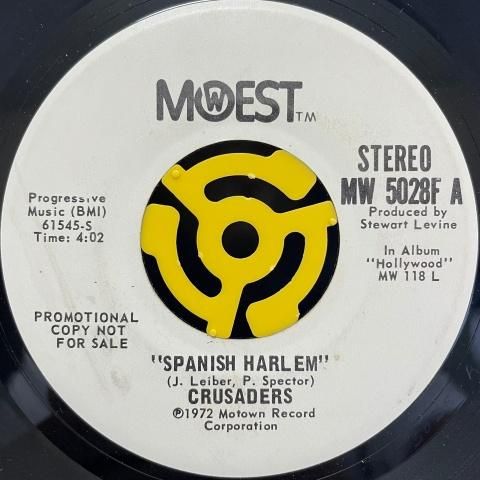 MOWEST TM
STEREO
MW 5028F A
Produced by
Stewart Levine
In Album
"Hollywood"
MW 118 L
Progressive
Music (BMI)
61545-S
Time: 4:02
PROMOTIONAL
COPY NOT
FOR SALE
"SPANISH HARLEM"
(J. Leiber, P. Spector)
CRUSADERS
℗1972 Motown Record
Corporation